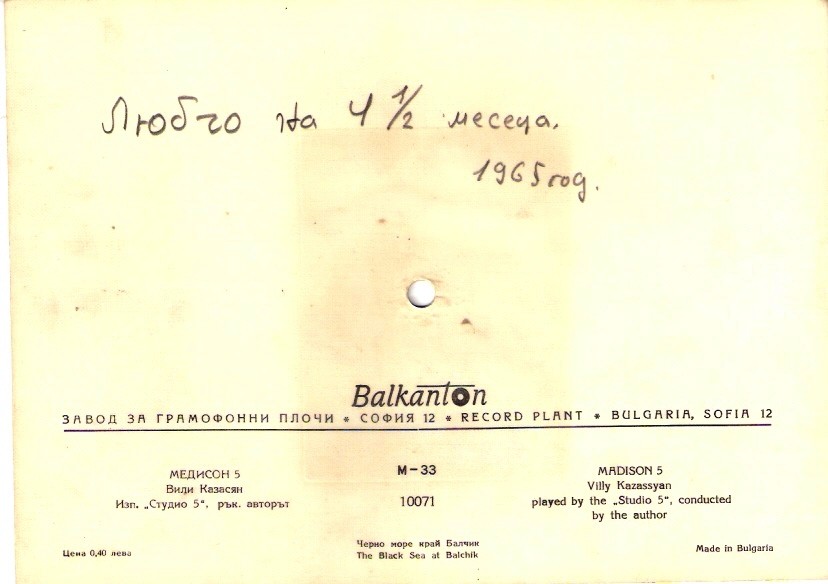 Любчо на 4 1/2 месеца.
1965 год.
Balkanton
ЗАВОД ЗА ГРАМОФОННИ ПЛОЧИ * СОФИЯ 12 * RECORD PLANT * BULGARIA, SOFIA 12
МЕДИСОН 5
Вили Казасян
Изп. „Студио 5“, рък. авторът
М-33
10071
MADISON 5
Villy Kazassyan
played by the „Studio 5“, conducted
by the author
Цена 0,40 лева
Черно море край Балчик
The Black Sea at Balchik
Made in Bulgaria